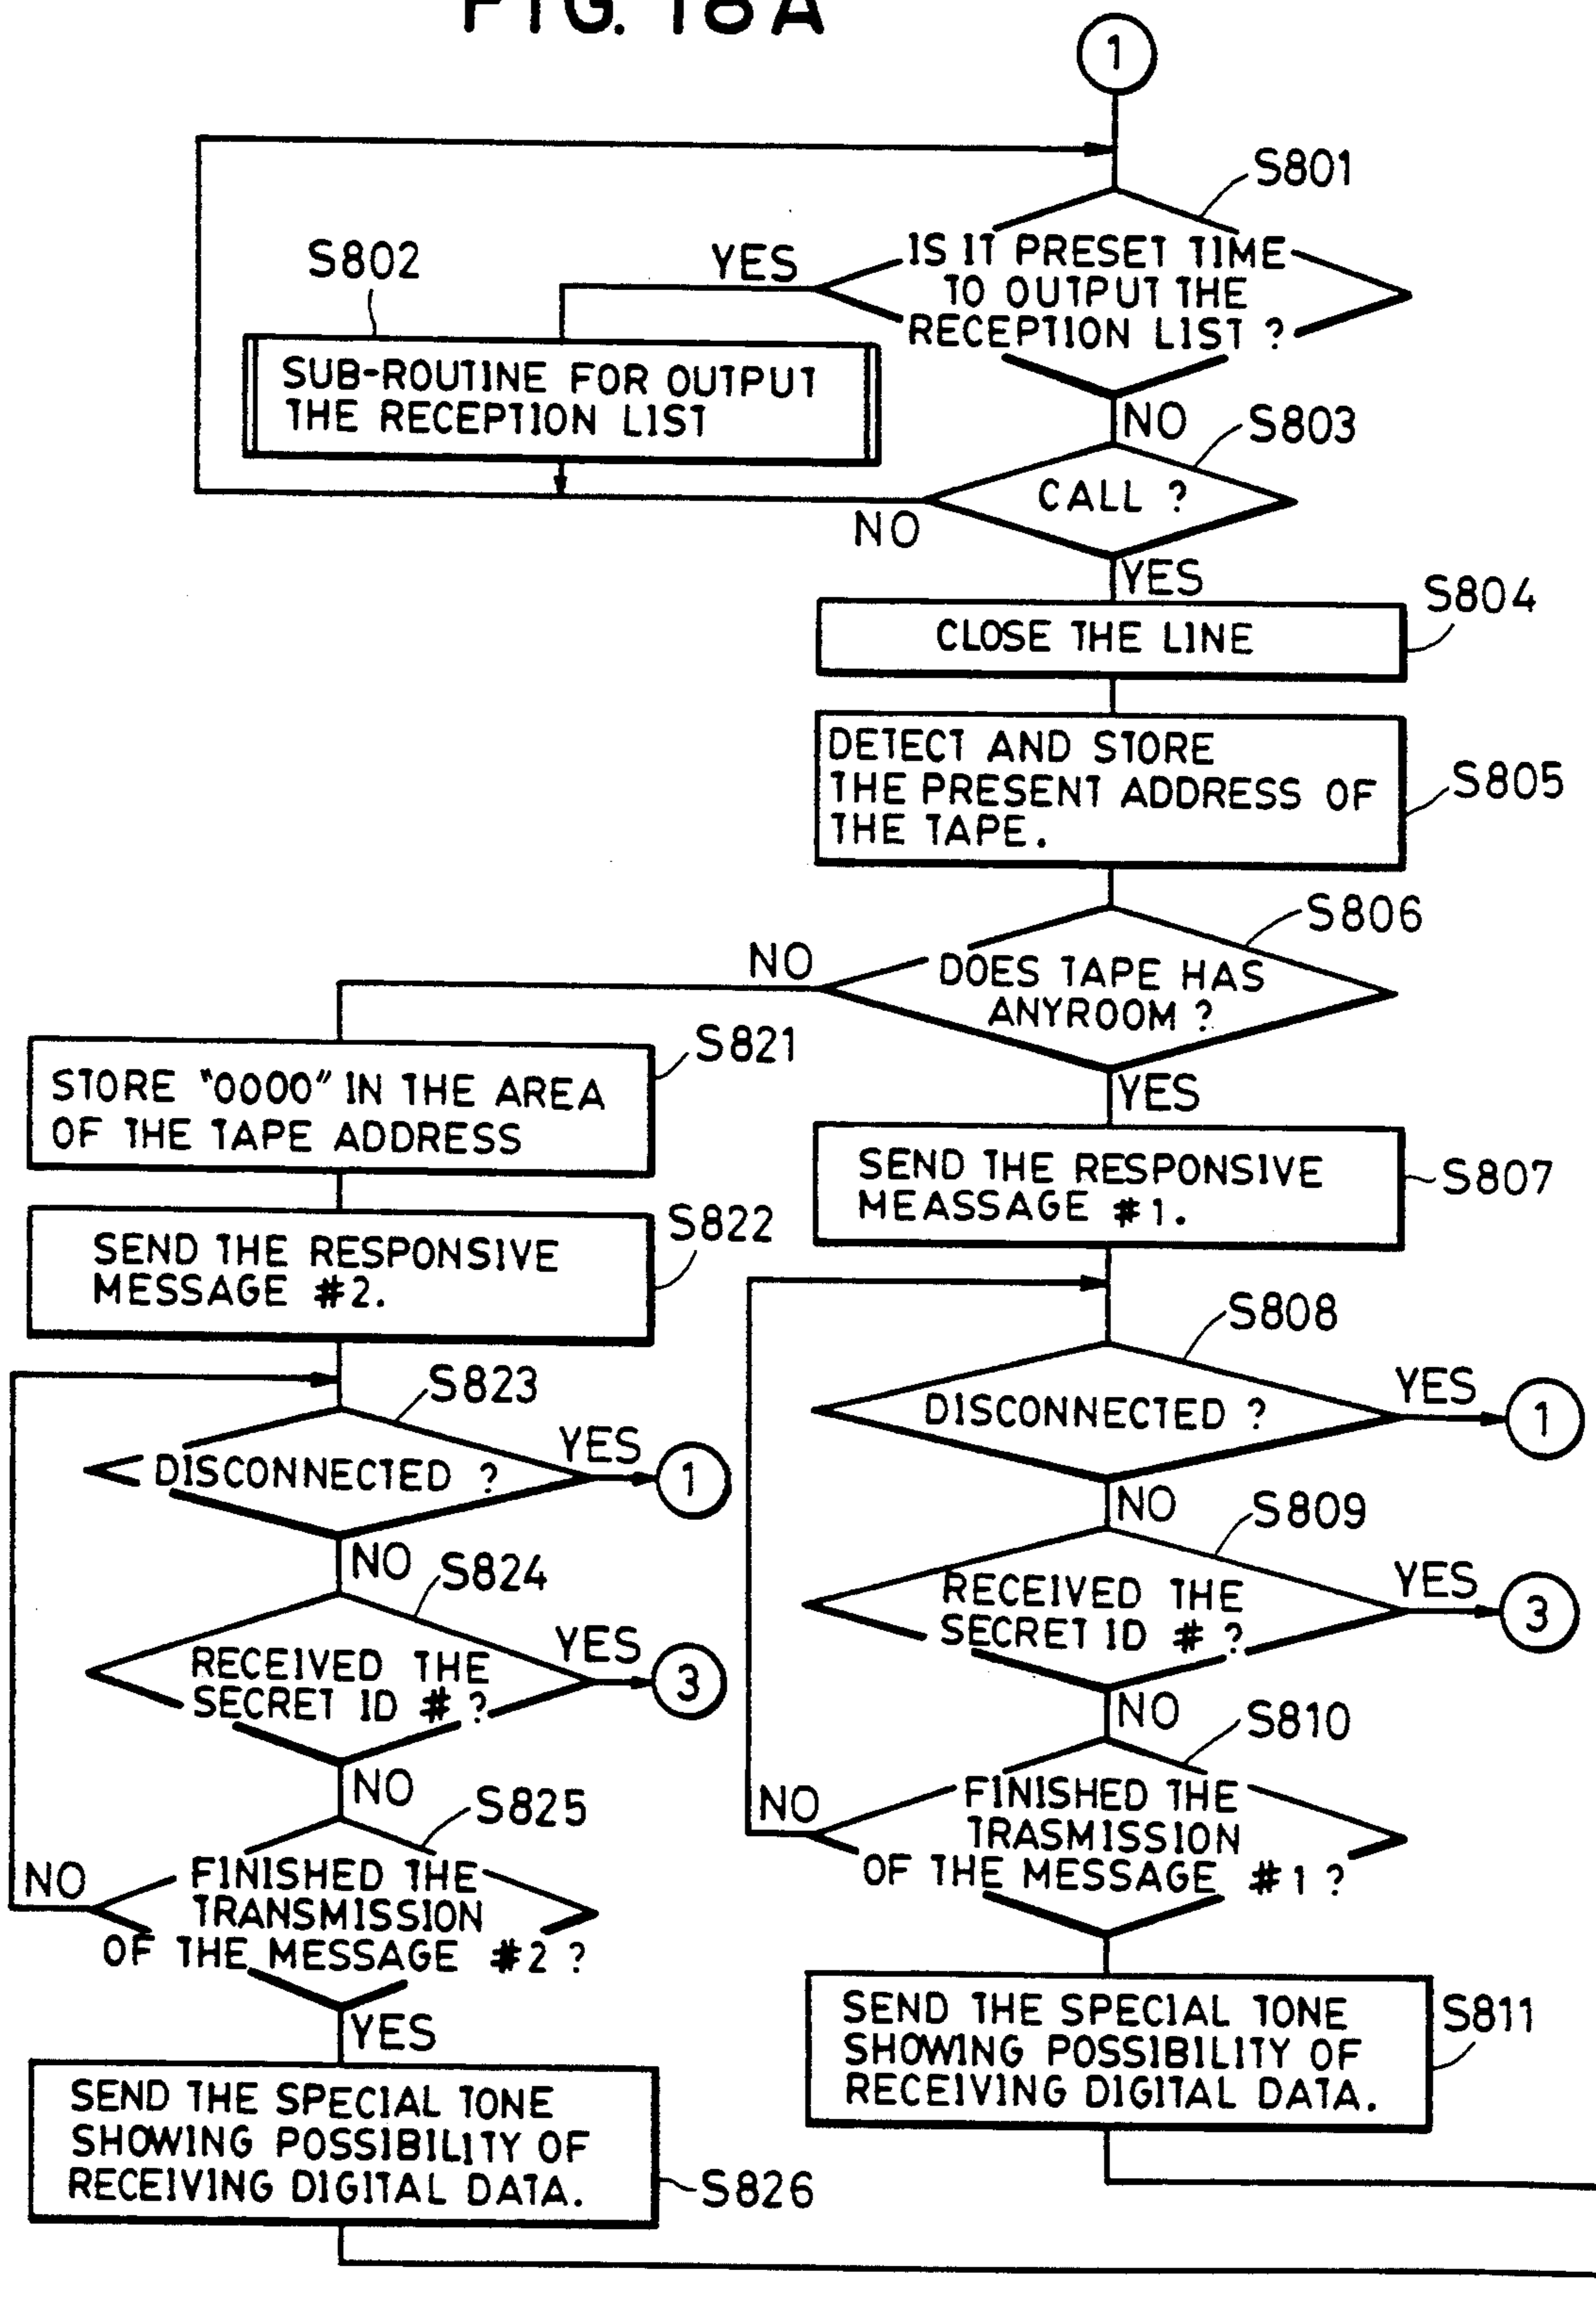 FIG. 18A
1
S801
IS IT PRESET TIME
TO OUTPUT THE
RECEPTION LIST ?
YES
S802
SUB-ROUTINE FOR OUTPUT
THE RECEPTION LIST
NO
S803
CALL ?
NO
YES
S804
CLOSE THE LINE
DETECT AND STORE
THE PRESENT ADDRESS OF
THE TAPE.
S805
S806
NO
DOES TAPE HAS
ANYROOM ?
YES
S821
STORE "0000" IN THE AREA
OF THE TAPE ADDRESS
SEND THE RESPONSIVE
MEASSAGE #1.
S807
S822
SEND THE RESPONSIVE
MESSAGE #2.
S808
DISCONNECTED ?
YES
1
S823
DISCONNECTED ?
YES
1
NO
S809
RECEIVED THE
SECRET ID # ?
YES
3
NO
S824
RECEIVED THE
SECRET ID # ?
YES
3
NO
S810
FINISHED THE
TRASMISSION
OF THE MESSAGE #1 ?
NO
NO
S825
FINISHED THE
TRANSMISSION
OF THE MESSAGE #2 ?
NO
YES
SEND THE SPECIAL TONE
SHOWING POSSIBILITY OF
RECEIVING DIGITAL DATA.
S811
SEND THE SPECIAL TONE
SHOWING POSSIBILITY OF
RECEIVING DIGITAL DATA.
S826